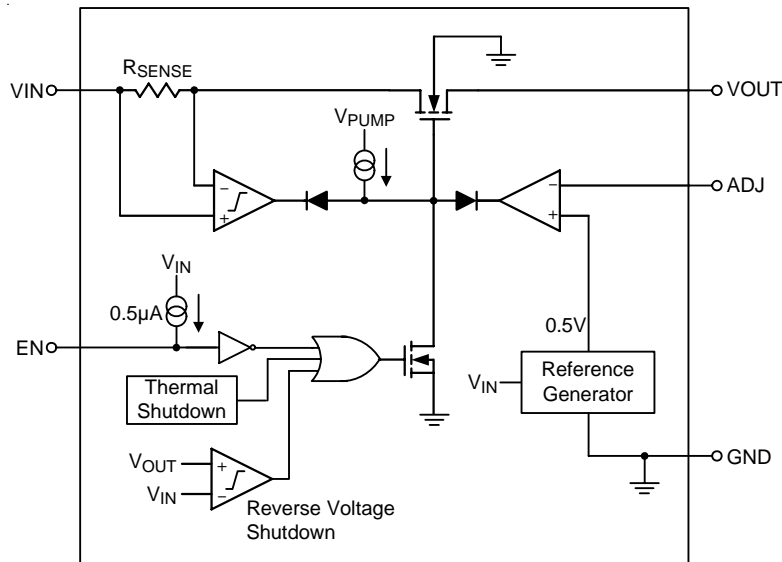 RSENSE
VIN
VOUT
VPUMP
ADJ
−
+
−
+
VIN
0.5µA
0.5V
EN
Thermal
Shutdown
VIN
Reference
Generator
VOUT
+
VIN
−
GND
Reverse Voltage
Shutdown